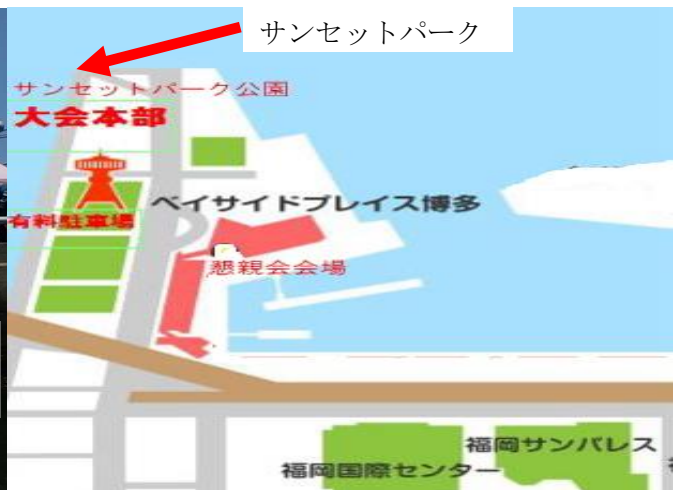 サンセットパーク
サンセットパーク公園
大会本部
ベイサイドプレイス博多
有料駐車場
懇親会会場
福岡サンパレス
福岡国際センター